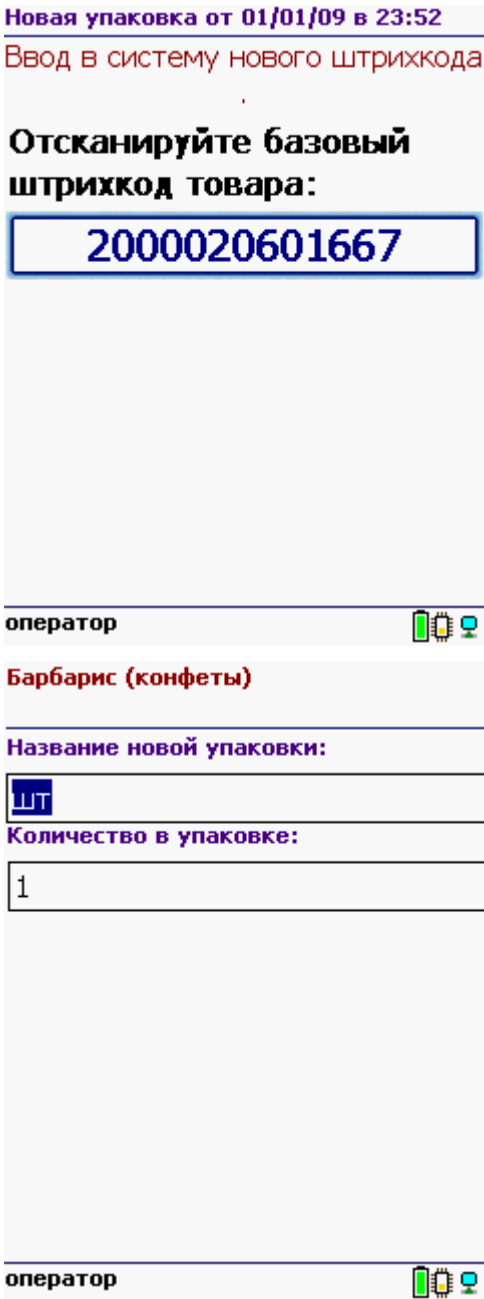 Новая упаковка от 01/01/09 в 23:52
Ввод в систему нового штрихкода
.
Отсканируйте базовый
штрихкод товара:
2000020601667
оператор
Барбарис (конфеты)
Название новой упаковки:
шт
Количество в упаковке:
1
оператор